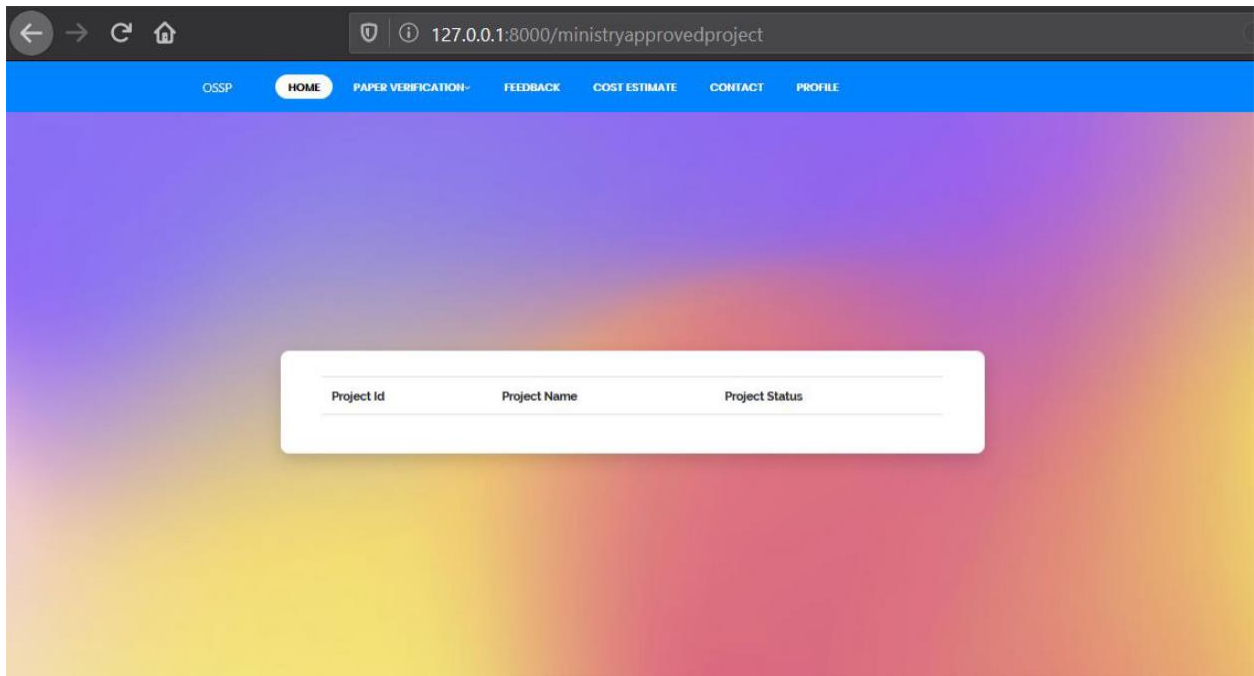 127.0.0.1:8000/ministryapprovedproject
OSSP HOME PAPER VERIFICATION FEEDBACK COST ESTIMATE CONTACT PROFILE
Project Id Project Name Project Status